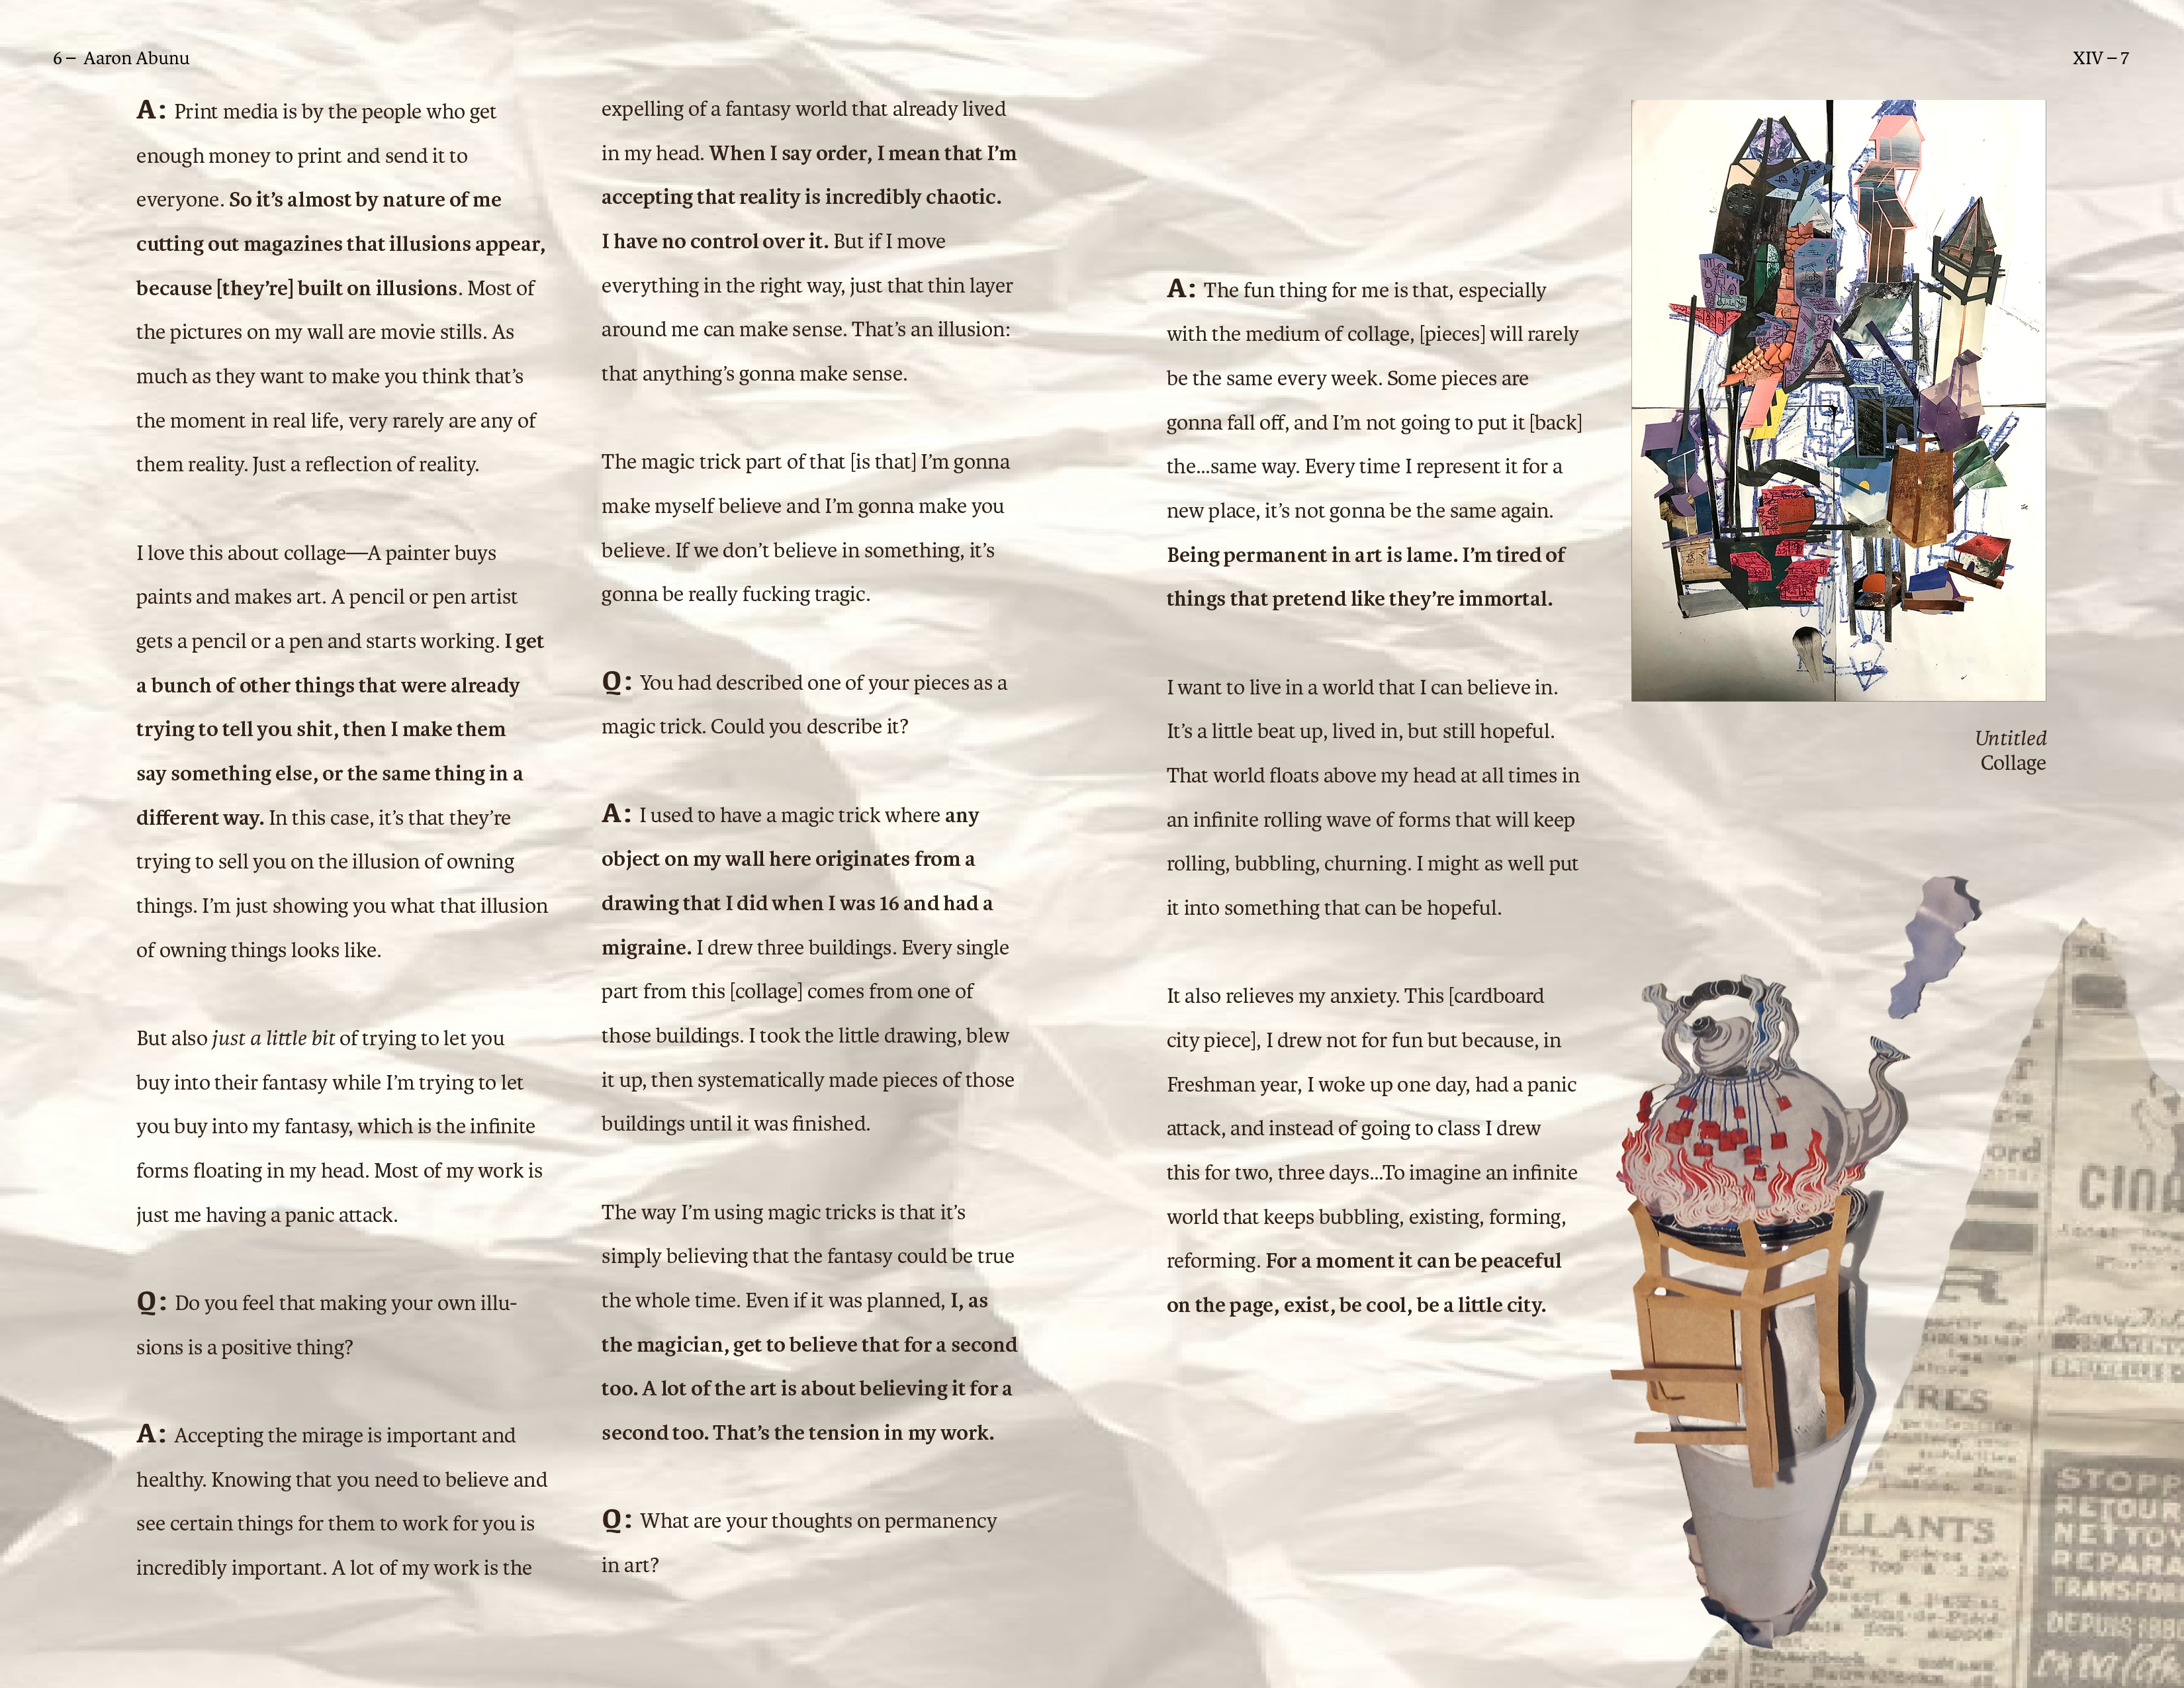 6 – Aaron Abunu
XIV – 7
A: Print media is by the people who get
enough money to print and send it to
everyone. So it’s almost by nature of me
cutting out magazines that illusions appear,
because [they’re] built on illusions. Most of
the pictures on my wall are movie stills. As
much as they want to make you think that’s
the moment in real life, very rarely are any of
them reality. Just a reflection of reality.
I love this about collage—A painter buys
paints and makes art. A pencil or pen artist
gets a pencil or a pen and starts working. I get
a bunch of other things that were already
trying to tell you shit, then I make them
say something else, or the same thing in a
different way. In this case, it’s that they’re
trying to sell you on the illusion of owning
things. I’m just showing you what that illusion
of owning things looks like.
But also just a little bit of trying to let you
buy into their fantasy while I’m trying to let
you buy into my fantasy, which is the infinite
forms floating in my head. Most of my work is
just me having a panic attack.
Q: Do you feel that making your own illu-
sions is a positive thing?
A: Accepting the mirage is important and
healthy. Knowing that you need to believe and
see certain things for them to work for you is
incredibly important. A lot of my work is the
expelling of a fantasy world that already lived
in my head. When I say order, I mean that I’m
accepting that reality is incredibly chaotic.
I have no control over it. But if I move
everything in the right way, just that thin layer
around me can make sense. That’s an illusion:
that anything’s gonna make sense.
The magic trick part of that [is that] I’m gonna
make myself believe and I’m gonna make you
believe. If we don’t believe in something, it’s
gonna be really fucking tragic.
Q: You had described one of your pieces as a
magic trick. Could you describe it?
A: I used to have a magic trick where any
object on my wall here originates from a
drawing that I did when I was 16 and had a
migraine. I drew three buildings. Every single
part from this [collage] comes from one of
those buildings. I took the little drawing, blew
it up, then systematically made pieces of those
buildings until it was finished.
The way I’m using magic tricks is that it’s
simply believing that the fantasy could be true
the whole time. Even if it was planned, I, as
the magician, get to believe that for a second
too. A lot of the art is about believing it for a
second too. That’s the tension in my work.
Q: What are your thoughts on permanency
in art?
A: The fun thing for me is that, especially
with the medium of collage, [pieces] will rarely
be the same every week. Some pieces are
gonna fall off, and I’m not going to put it [back]
the...same way. Every time I represent it for a
new place, it’s not gonna be the same again.
Being permanent in art is lame. I’m tired of
things that pretend like they’re immortal.
I want to live in a world that I can believe in.
It’s a little beat up, lived in, but still hopeful.
That world floats above my head at all times in
an infinite rolling wave of forms that will keep
rolling, bubbling, churning. I might as well put
it into something that can be hopeful.
It also relieves my anxiety. This [cardboard
city piece], I drew not for fun but because, in
Freshman year, I woke up one day, had a panic
attack, and instead of going to class I drew
this for two, three days...To imagine an infinite
world that keeps bubbling, existing, forming,
reforming. For a moment it can be peaceful
on the page, exist, be cool, be a little city.
Untitled
Collage
ord
CINÉ
TRES
LLANTS
STOPP
RETOUR
NETTOY
REPARA
TRANSFOR
DEPUIS 1880